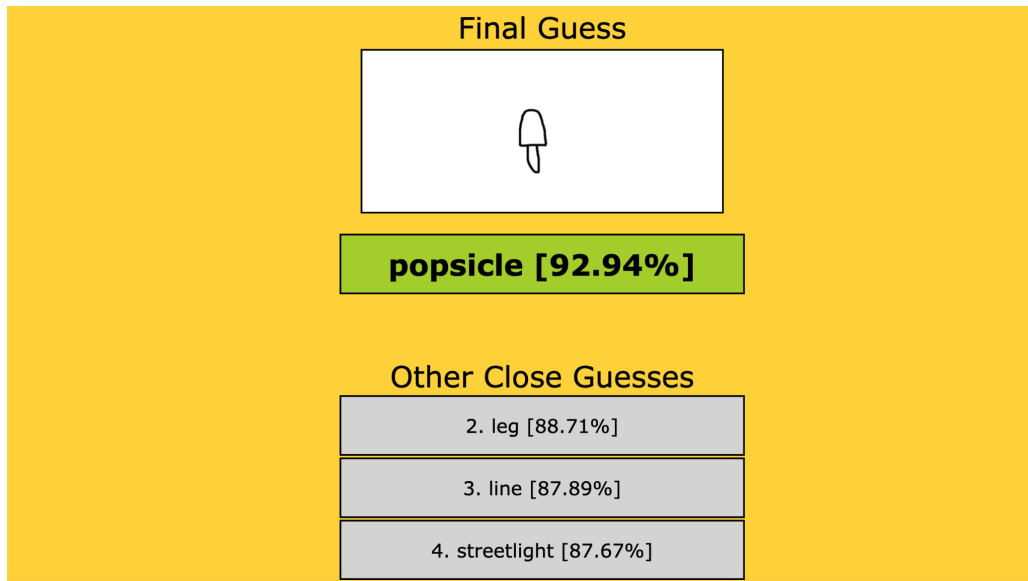 Final Guess
popsicle [92.94%]
Other Close Guesses
2. leg [88.71%]
3. line [87.89%]
4. streetlight [87.67%]